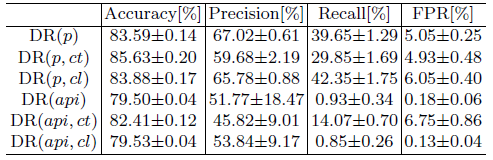 Accuracy[%] Precision[%] Recall[%] FPR[%]
DR(p) 83.59±0.14 67.02±0.61 39.65±1.29 5.05±0.25
DR(p, ct) 85.63±0.20 59.68±2.19 29.85±1.69 4.93±0.48
DR(p, cl) 83.88±0.17 65.78±0.88 42.35±1.75 6.05±0.40
DR(api) 79.50±0.04 51.77±18.47 0.93±0.34 0.18±0.06
DR(api, ct) 82.41±0.12 45.82±9.01 14.07±0.70 6.75±0.86
DR(api, cl) 79.53±0.04 53.84±9.17 0.85±0.26 0.13±0.04